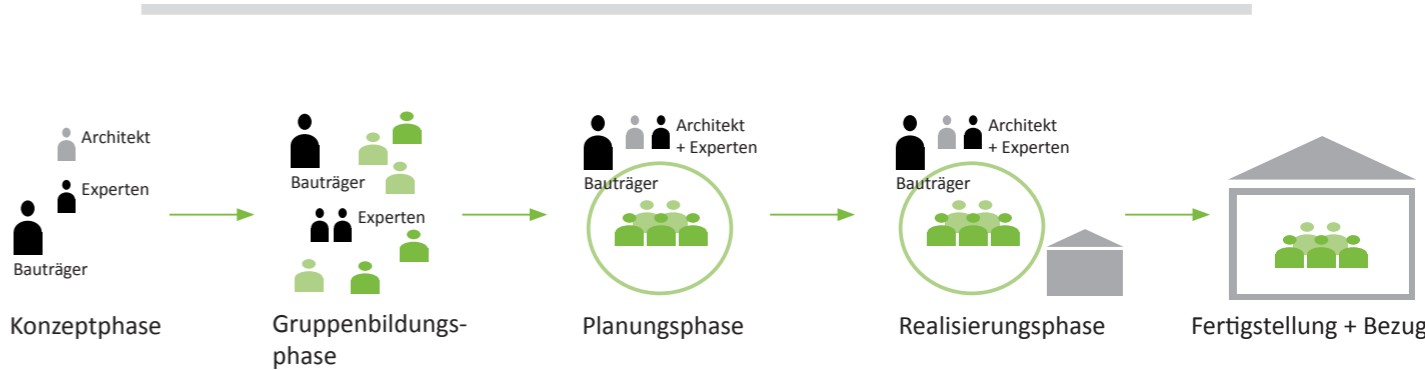 Architekt
Experten
Bauträger
Konzeptphase
Bauträger
Experten
Gruppenbildungs-
phase
Architekt
+ Experten
Bauträger
Planungsphase
Architekt
+ Experten
Bauträger
Realisierungsphase
Fertigstellung + Bezug